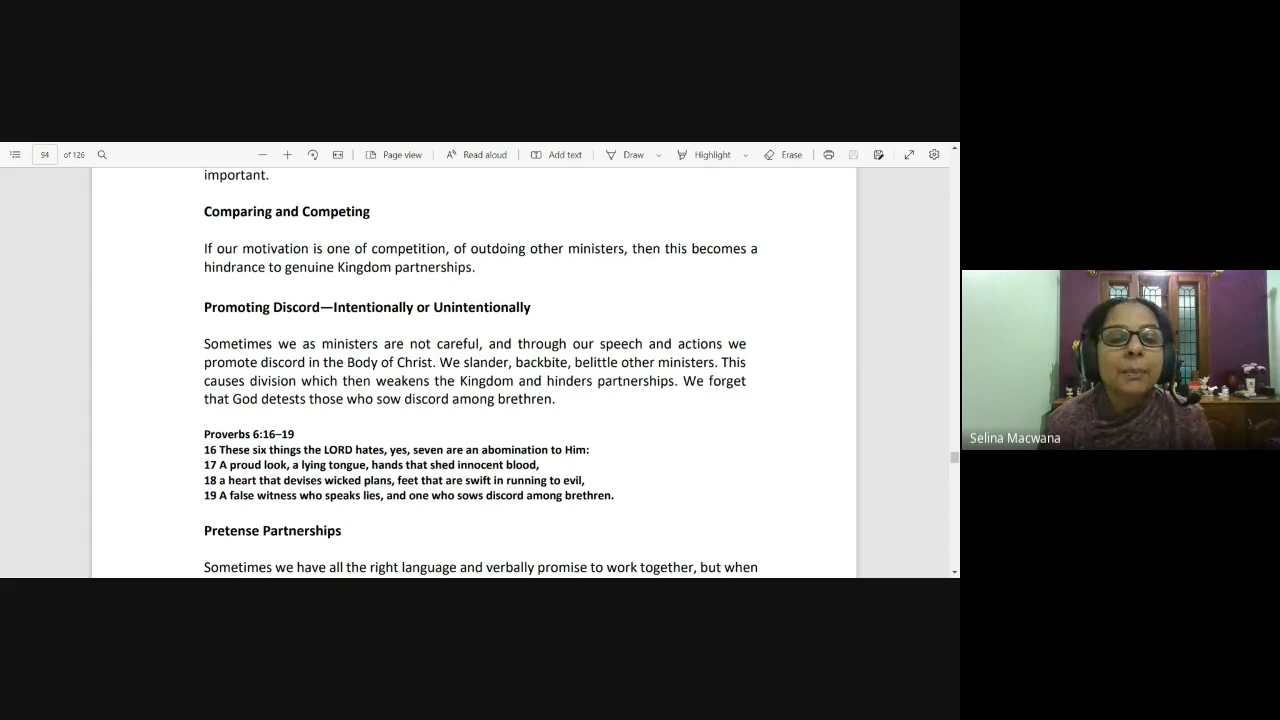 94 of 126 Page view Read aloud Add text Draw Highlight Erase
important.
Comparing and Competing
If our motivation is one of competition, of outdoing other ministers, then this becomes a
hindrance to genuine Kingdom partnerships.
Promoting Discord—Intentionally or Unintentionally
Sometimes we as ministers are not careful, and through our speech and actions we
promote discord in the Body of Christ. We slander, backbite, belittle other ministers. This
causes division which then weakens the Kingdom and hinders partnerships. We forget
that God detests those who sow discord among brethren.
Proverbs 6:16–19
16 These six things the LORD hates, yes, seven are an abomination to Him:
17 A proud look, a lying tongue, hands that shed innocent blood,
18 a heart that devises wicked plans, feet that are swift in running to evil,
19 A false witness who speaks lies, and one who sows discord among brethren.
Pretense Partnerships
Sometimes we have all the right language and verbally promise to work together, but when
Selina Macwana